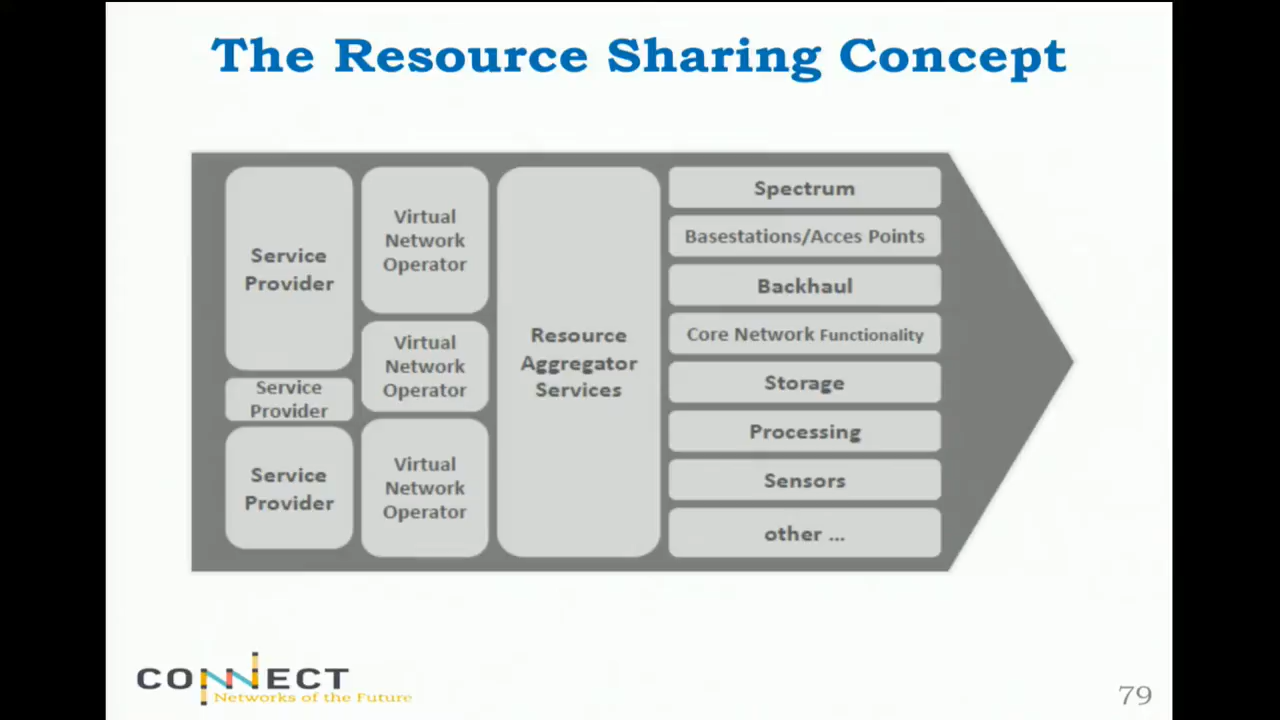 The Resource Sharing Concept
Service
Provider
Service
Provider
Service
Provider
Virtual
Network
Operator
Virtual
Network
Operator
Virtual
Network
Operator
Resource
Aggregator
Services
Spectrum
Basestations/Acces Points
Backhaul
Core Network Functionality
Storage
Processing
Sensors
other ...
CONNECT
Networks of the Future
79